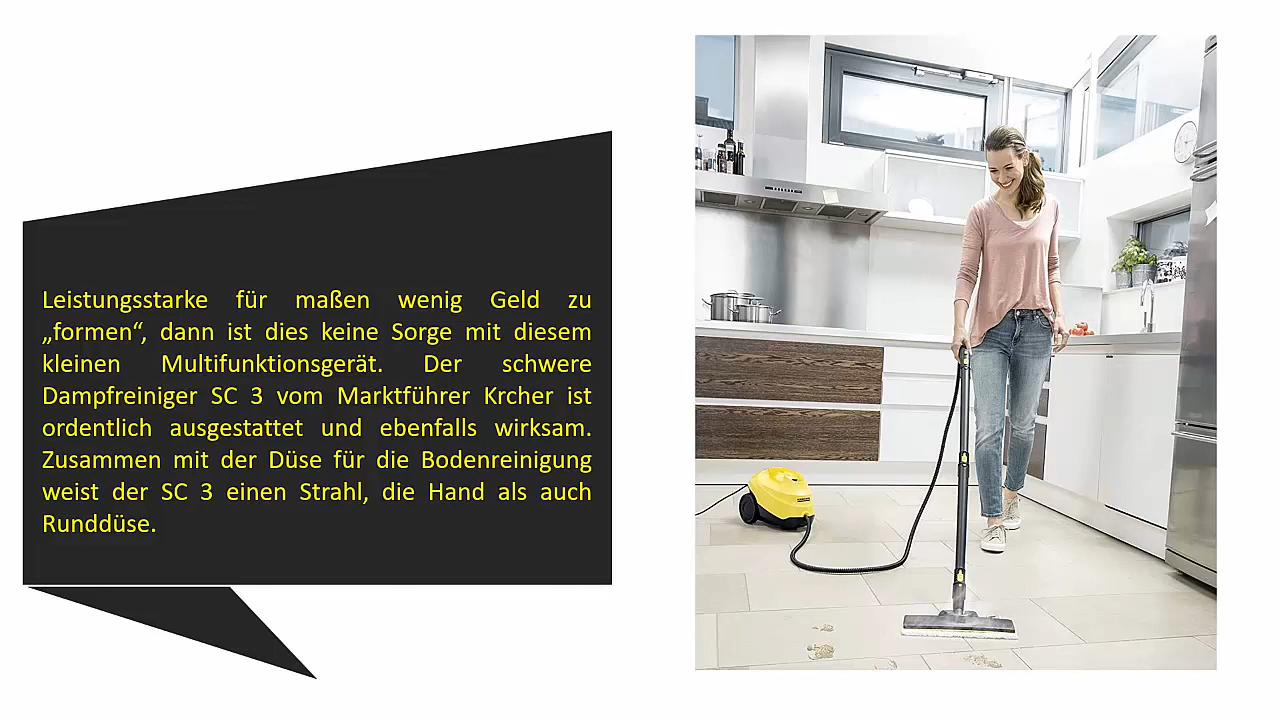 Leistungsstarke für maßen wenig Geld zu
„formen“, dann ist dies keine Sorge mit diesem
kleinen Multifunktionsgerät. Der schwere
Dampfreiniger SC 3 vom Marktführer Krcher ist
ordentlich ausgestattet und ebenfalls wirksam.
Zusammen mit der Düse für die Bodenreinigung
weist der SC 3 einen Strahl, die Hand als auch
Runddüse.